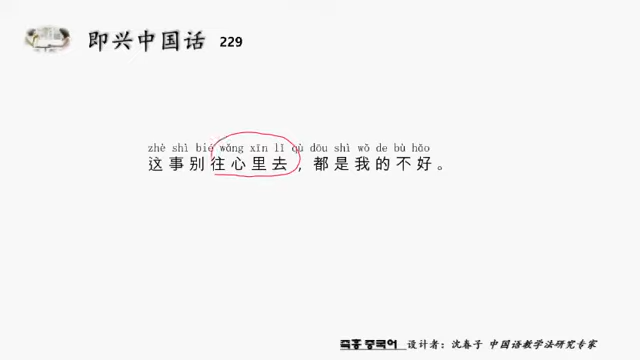 即兴中国话 229
zhè shì bié wǎng xīn lǐ qù dōu shì wǒ de bù hǎo
这事别往心里去，都是我的不好。
즉흥 중국어 设计者：沈春子 中国语教学法研究专家